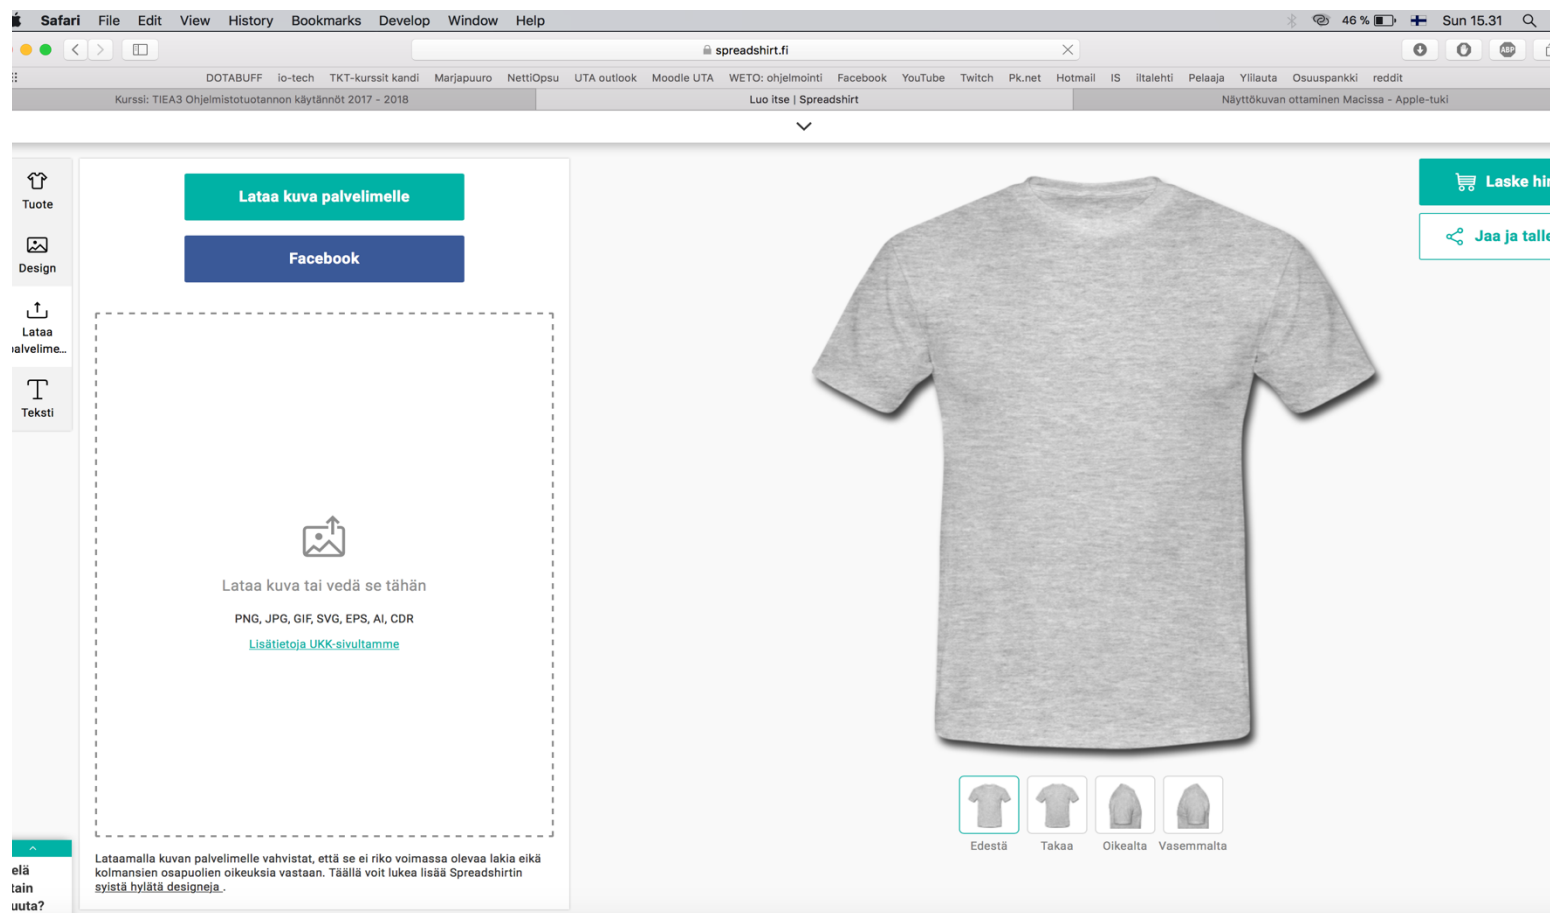 Safari File Edit View History Bookmarks Develop Window Help 46 % Sun 15.31
spreadshirt.fi
ABP
DOTABUFF io-tech TKT-kurssit kandi Marjapuuro NettiOpsu UTA outlook Moodle UTA WETO: ohjelmointi Facebook YouTube Twitch Pk.net Hotmail IS iltalehti Pelaaja Ylilauta Osuuspankki reddit
Kurssi: TIEA3 Ohjelmistotuotannon käytännöt 2017 - 2018
Luo itse | Spreadshirt
Näyttökuvan ottaminen Macissa - Apple-tuki
Tuote
Design
Lataa
alvelime...
Teksti
Lataa kuva palvelimelle
Facebook
Lataa kuva tai vedä se tähän
PNG, JPG, GIF, SVG, EPS, AI, CDR
Lisätietoja UKK-sivultamme
Lataamalla kuvan palvelimelle vahvistat, että se ei riko voimassa olevaa lakia eikä
kolmansien osapuolien oikeuksia vastaan. Täällä voit lukea lisää Spreadshirtin
syistä hylätä designeja .
elä
tain
uuta?
Laske hin
Jaa ja talle
Edestä
Takaa
Oikealta
Vasemmalta